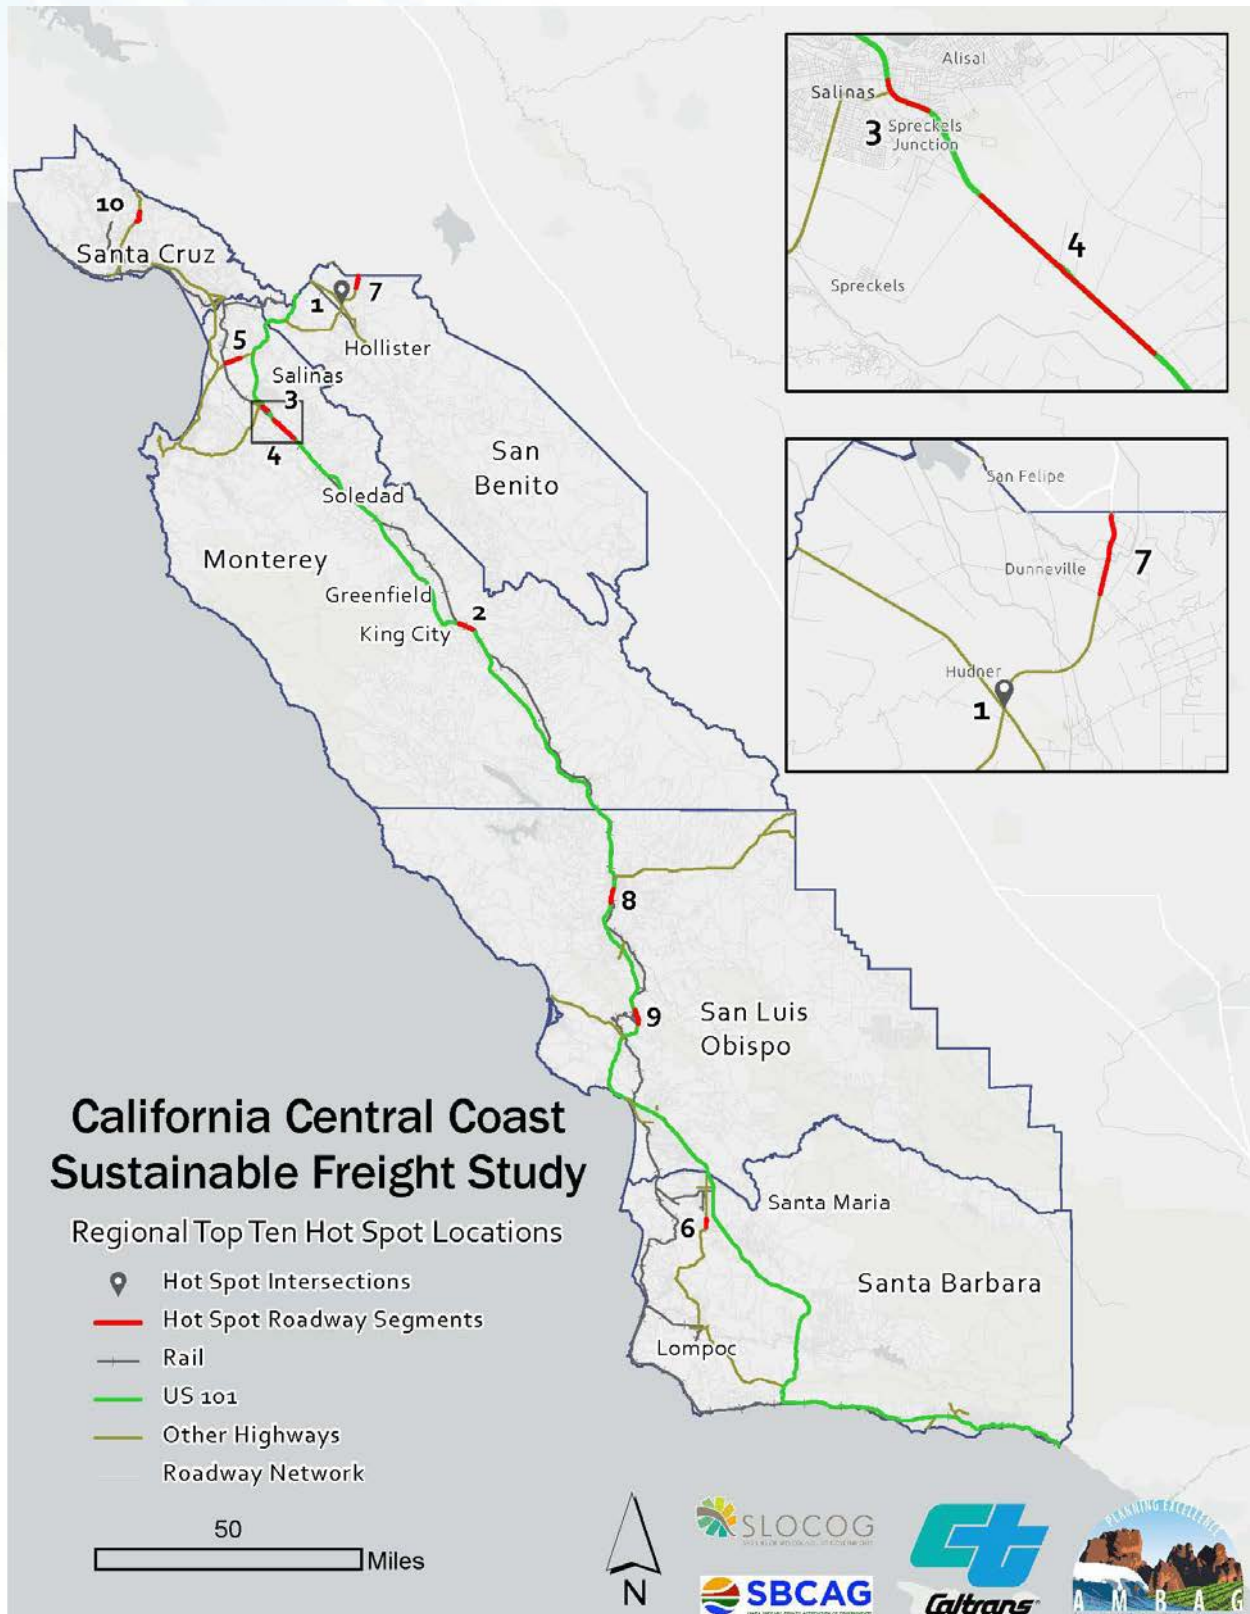 Alisal
Salinas
3
Spreckels
Junction
4
Spreckels
10
Santa Cruz
1
7
Hollister
5
Salinas
3
4
San
Benito
Soledad
Monterey
Greenfield
King City
2
San Felipe
Dunneville
7
Hudner
1
8
9
San Luis
Obispo
Santa Maria
6
Santa Barbara
Lompoc
California Central Coast
Sustainable Freight Study
Regional Top Ten Hot Spot Locations
Hot Spot Intersections
Hot Spot Roadway Segments
Rail
US 101
Other Highways
Roadway Network
50
Miles
N
SLOCOG
SBCAG
Caltrans
PLANNING EXCELLENCE
AMBAG